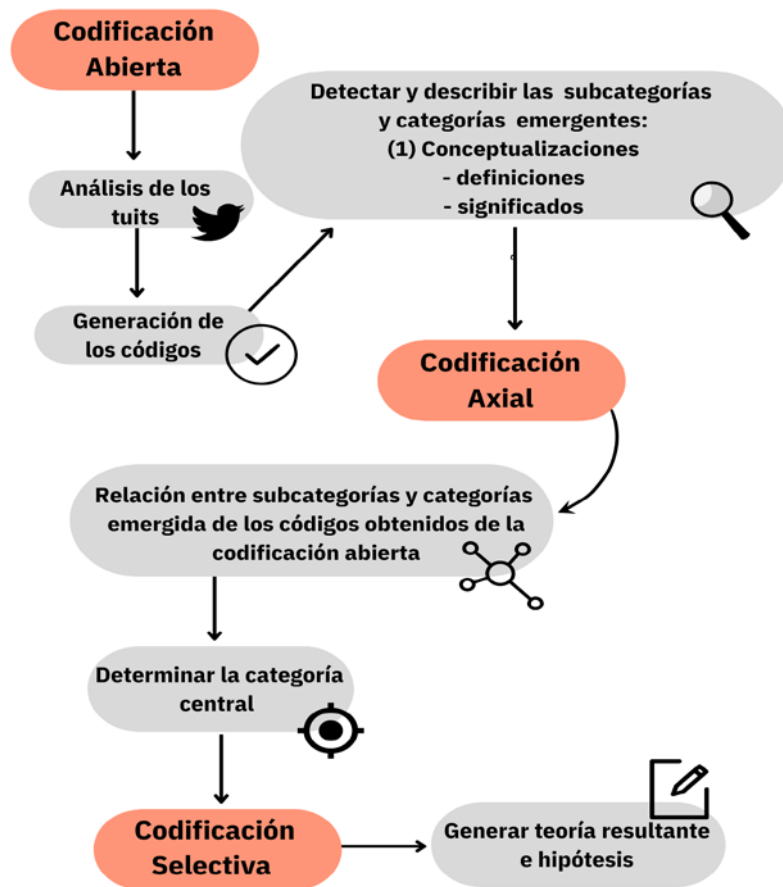 Codificación
Abierta
Análisis de los
tuits
Generación de
los códigos
Detectar y describir las subcategorías
y categorías emergentes:
(1) Conceptualizaciones
- definiciones
- significados
Codificación
Axial
Relación entre subcategorías y categorías
emergida de los códigos obtenidos de la
codificación abierta
Determinar la categoría
central
Codificación
Selectiva
Generar teoría resultante
e hipótesis